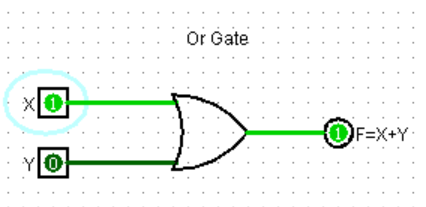 Or Gate
X 1
F=X+Y
1
Y 0